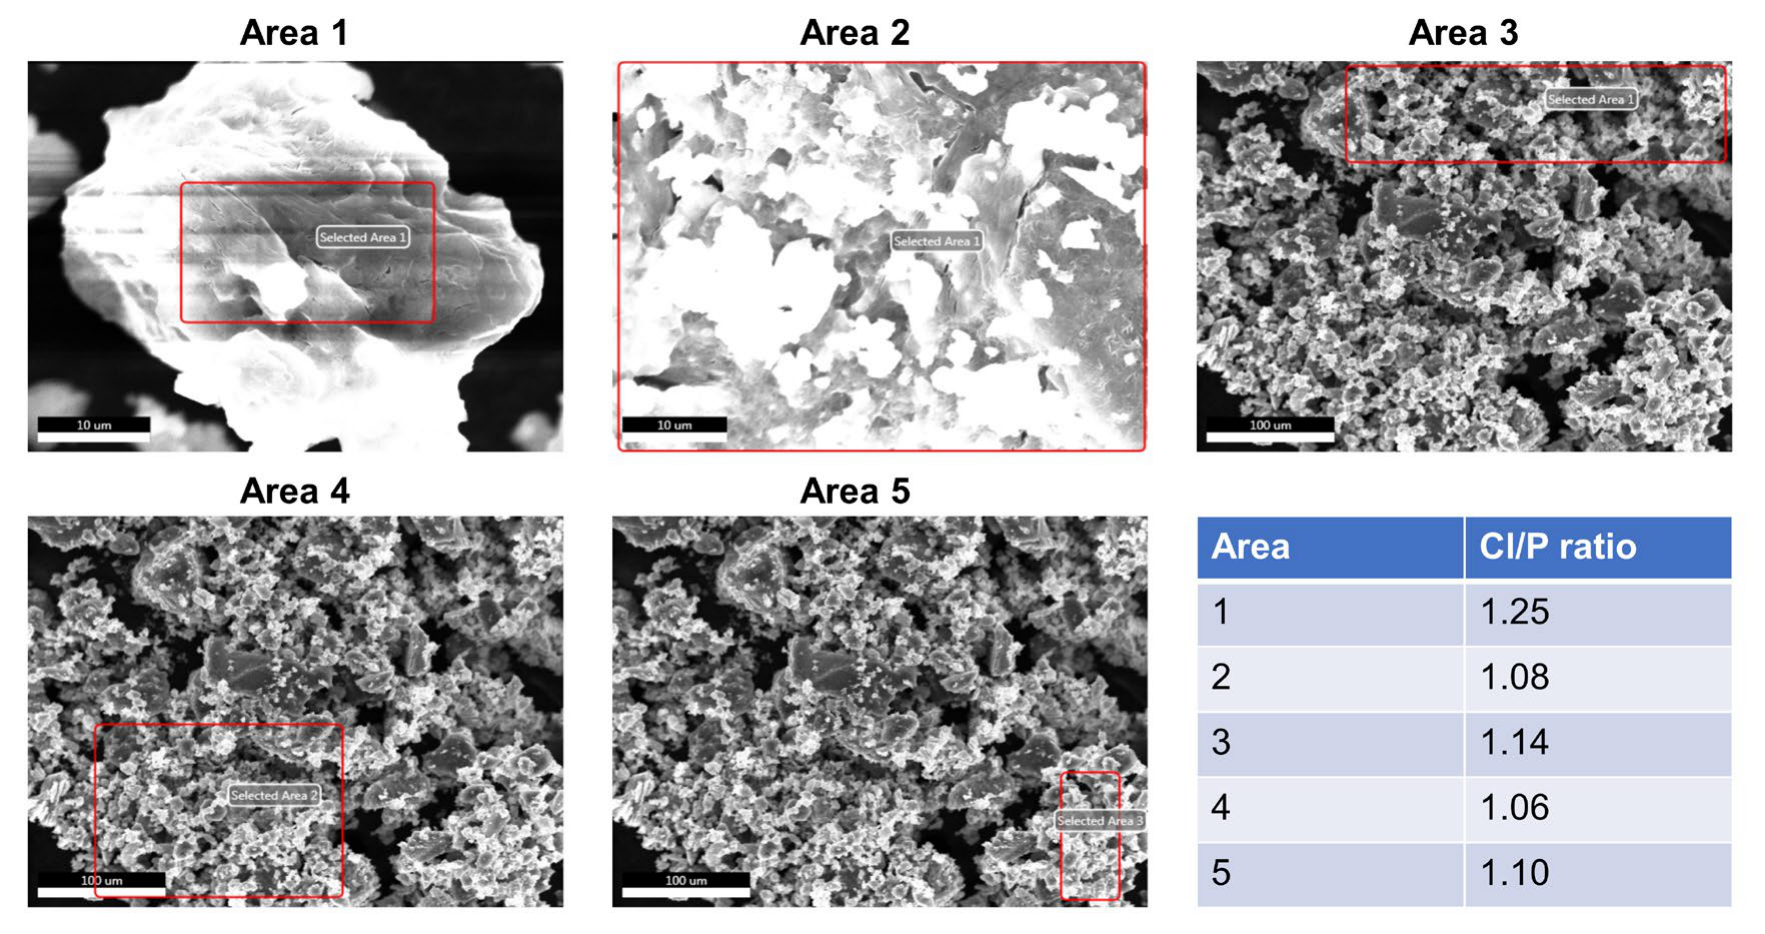 Area 1
Area 2
Area 3
Selected Area 1
10 um
Selected Area 1
10 um
Selected Area 1
100 um
Area 4
Area 5
Selected Area 2
100 um
Selected Area 3
100 um
Area Cl/P ratio
1 1.25
2 1.08
3 1.14
4 1.06
5 1.10